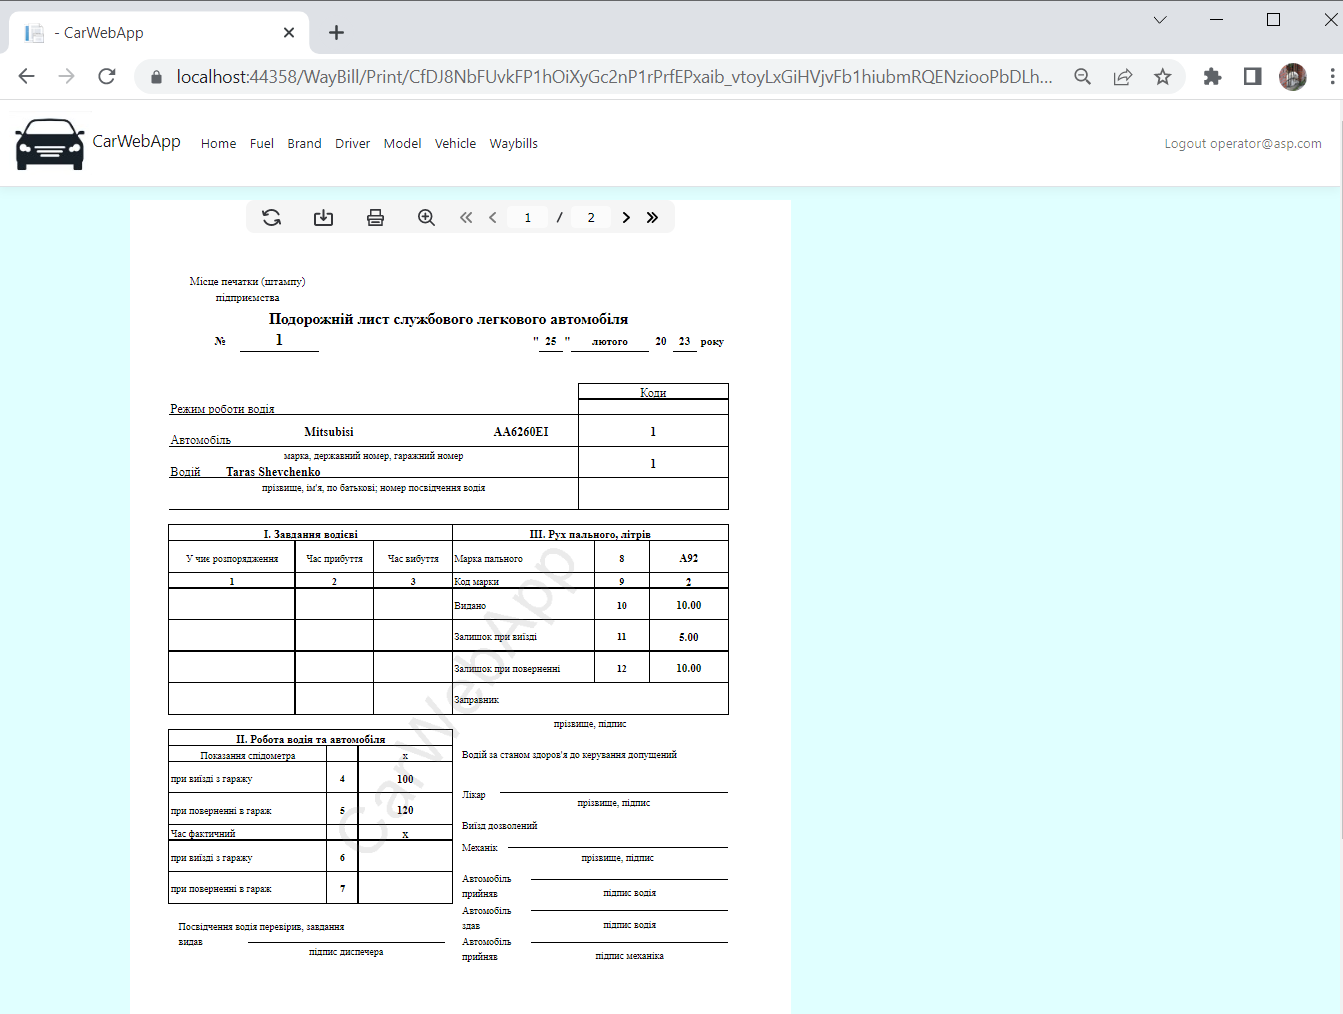 - CarWebApp
localhost:44358/WayBill/Print/CfDJ8NbFUvkFP1hOiXyGc2nP1rPrfEPxaib_vtoyLxGiHVjvFb1hiubmRQENziooPbDLh...
CarWebApp Home Fuel Brand Driver Model Vehicle Waybills Logout operator@asp.com
1 / 2
Місце печатки (штампу)
підприємства
Подорожній лист службового легкового автомобіля
№ 1 " 25 " лютого 20 23 року
Коди
Режим роботи водія
Автомобіль Mitsubisi AA6260EI 1
марка, державний номер, гаражний номер
Водій Taras Shevchenko 1
прізвище, ім'я, по батькові; номер посвідчення водія
I. Завдання водієві III. Рух пального, літрів
У чиє розпорядження Час прибуття Час вибуття Марка пального 8 A92
1 2 3 Код марки 9 2
Видано 10 10.00
Залишок при виїзді 11 5.00
Залишок при поверненні 12 10.00
Заправник
прізвище, підпис
II. Робота водія та автомобіля
Показання спідометра x
при виїзді з гаражу 4 100
при поверненні в гараж 5 120
Час фактичний x
при виїзді з гаражу 6
при поверненні в гараж 7
Водій за станом здоров'я до керування допущений
Лікар
прізвище, підпис
Виїзд дозволений
Механік
прізвище, підпис
Автомобіль
прийняв
підпис водія
Автомобіль
здав
підпис водія
Автомобіль
прийняв
підпис механіка
Посвідчення водія перевірив, завдання
видав
підпис диспечера
CarWebApp